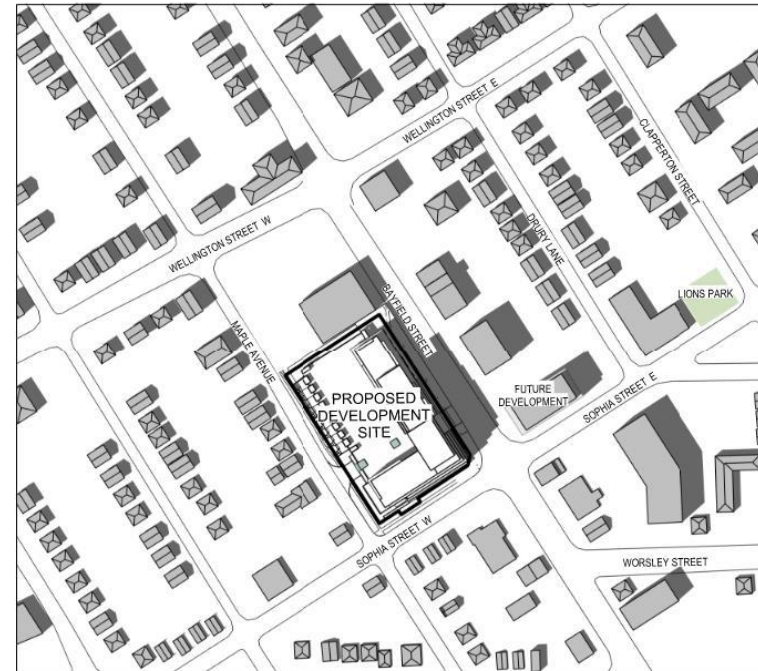 WELLINGTON STREET E
CLAPPERTON STREET
WELLINGTON STREET W
DRURY LANE
LIONS PARK
BAYFIELD STREET
MAPLE AVENUE
PROPOSED
DEVELOPMENT
SITE
FUTURE
DEVELOPMENT
SOPHIA STREET E
SOPHIA STREET W
WORSLEY STREET